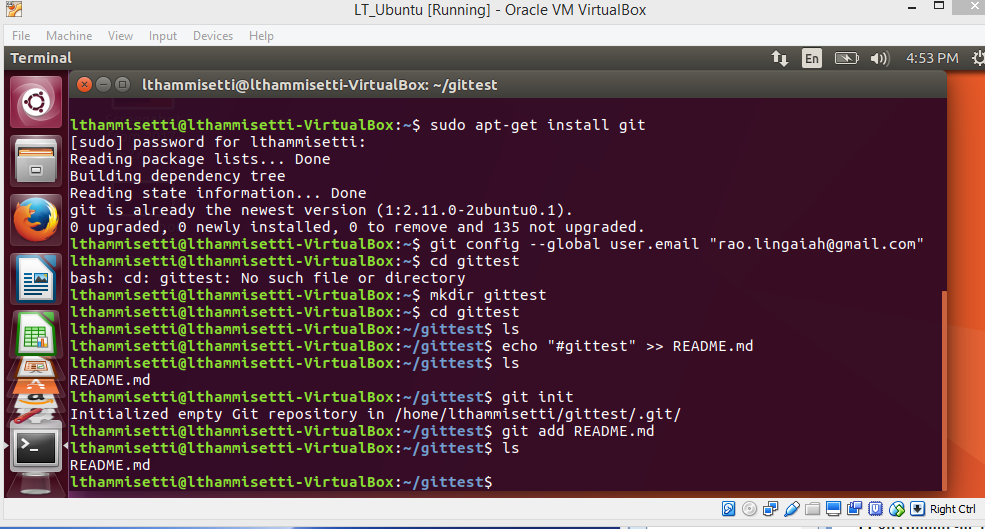 LT_Ubuntu [Running] - Oracle VM VirtualBox
File Machine View Input Devices Help
Terminal En 4:53 PM
lthammisetti@lthammisetti-VirtualBox: ~/gittest
lthammisetti@lthammisetti-VirtualBox:~$ sudo apt-get install git
[sudo] password for lthammisetti:
Reading package lists... Done
Building dependency tree
Reading state information... Done
git is already the newest version (1:2.11.0-2ubuntu0.1).
0 upgraded, 0 newly installed, 0 to remove and 135 not upgraded.
lthammisetti@lthammisetti-VirtualBox:~$ git config --global user.email "rao.lingaiah@gmail.com"
lthammisetti@lthammisetti-VirtualBox:~$ cd gittest
bash: cd: gittest: No such file or directory
lthammisetti@lthammisetti-VirtualBox:~$ mkdir gittest
lthammisetti@lthammisetti-VirtualBox:~$ cd gittest
lthammisetti@lthammisetti-VirtualBox:~/gittest$ ls
lthammisetti@lthammisetti-VirtualBox:~/gittest$ echo "#gittest" >> README.md
lthammisetti@lthammisetti-VirtualBox:~/gittest$ ls
README.md
lthammisetti@lthammisetti-VirtualBox:~/gittest$ git init
Initialized empty Git repository in /home/lthammisetti/gittest/.git/
lthammisetti@lthammisetti-VirtualBox:~/gittest$ git add README.md
lthammisetti@lthammisetti-VirtualBox:~/gittest$ ls
README.md
lthammisetti@lthammisetti-VirtualBox:~/gittest$
Right Ctrl